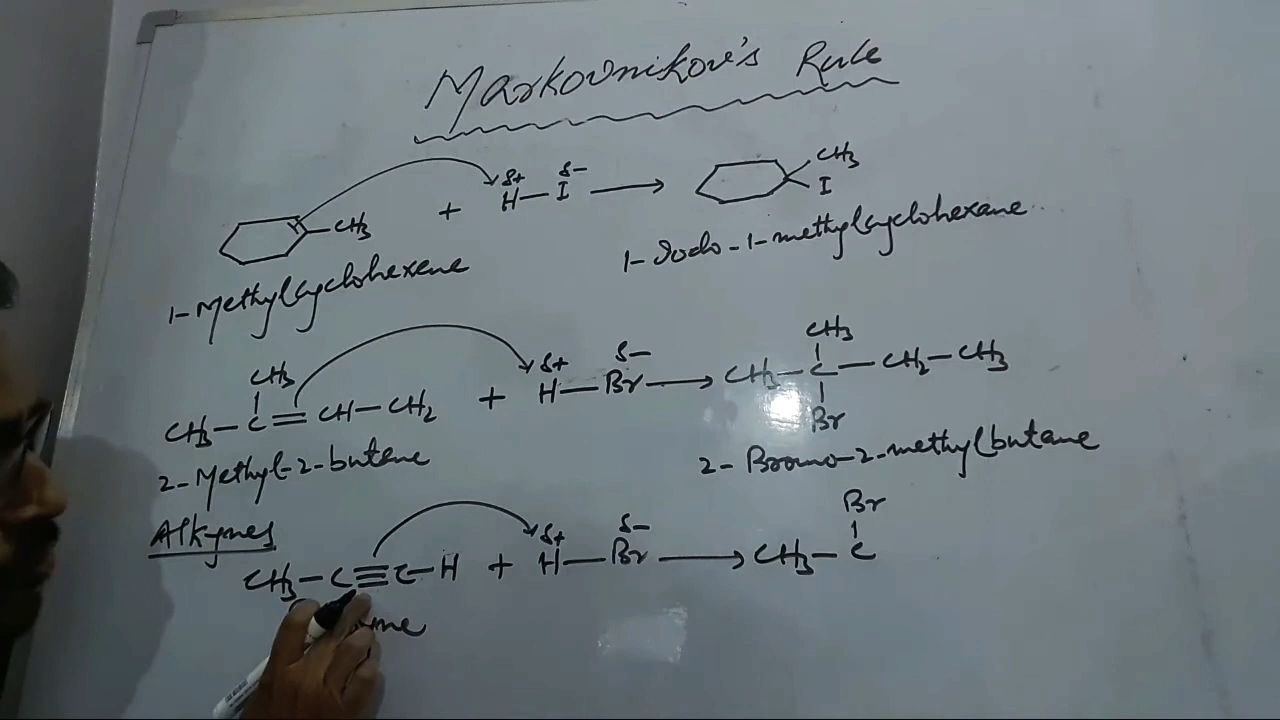 Markovnikov's Rule
CH3 + δ+ H—I δ− ⟶ CH3 I
1-Methylcyclohexene 1-Iodo-1-methylcyclohexane
CH3 CH3
CH3—C=CH—CH2 + δ+ H—Br δ− ⟶ CH3—C—CH2—CH3
Br
2-Methyl-2-butene 2-Bromo-2-methylbutane
Alkynes Br
CH3—C≡C—H + δ+ H—Br δ− ⟶ CH3—C